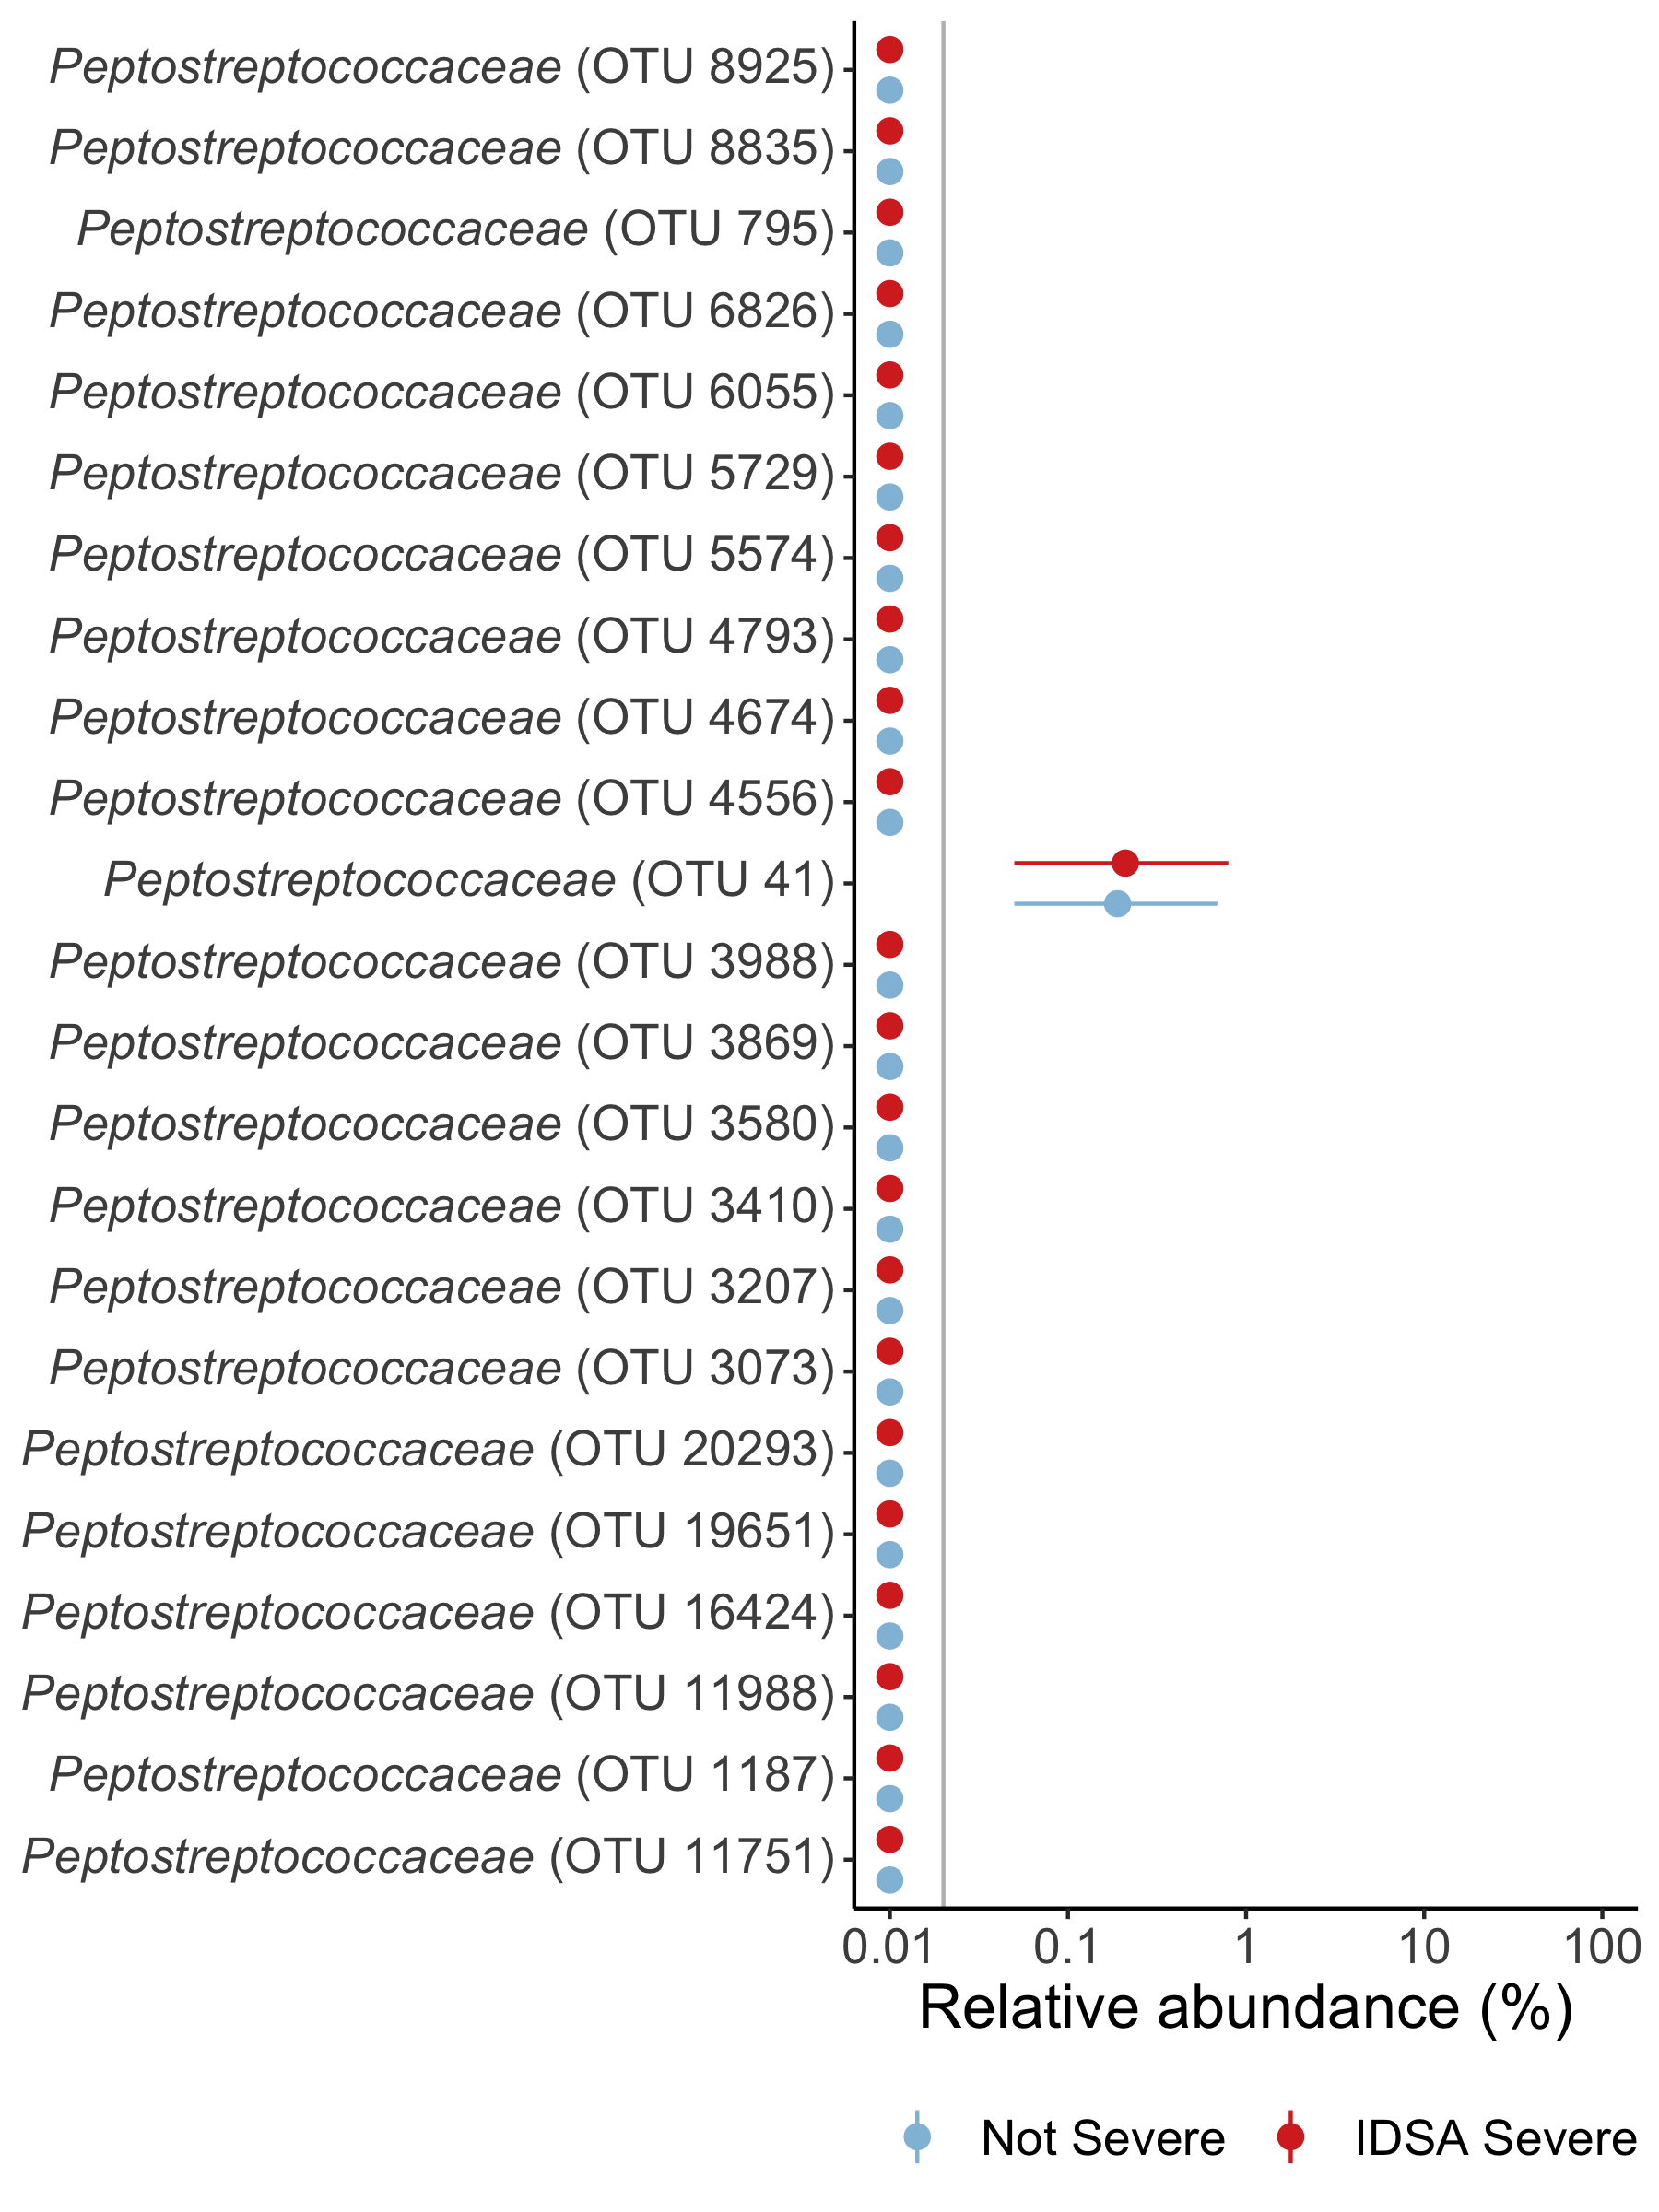 Peptostreptococcaceae (OTU 8925)
Peptostreptococcaceae (OTU 8835)
Peptostreptococcaceae (OTU 795)
Peptostreptococcaceae (OTU 6826)
Peptostreptococcaceae (OTU 6055)
Peptostreptococcaceae (OTU 5729)
Peptostreptococcaceae (OTU 5574)
Peptostreptococcaceae (OTU 4793)
Peptostreptococcaceae (OTU 4674)
Peptostreptococcaceae (OTU 4556)
Peptostreptococcaceae (OTU 41)
Peptostreptococcaceae (OTU 3988)
Peptostreptococcaceae (OTU 3869)
Peptostreptococcaceae (OTU 3580)
Peptostreptococcaceae (OTU 3410)
Peptostreptococcaceae (OTU 3207)
Peptostreptococcaceae (OTU 3073)
Peptostreptococcaceae (OTU 20293)
Peptostreptococcaceae (OTU 19651)
Peptostreptococcaceae (OTU 16424)
Peptostreptococcaceae (OTU 11988)
Peptostreptococcaceae (OTU 1187)
Peptostreptococcaceae (OTU 11751)
0.01 0.1 1 10 100
Relative abundance (%)
Not Severe IDSA Severe